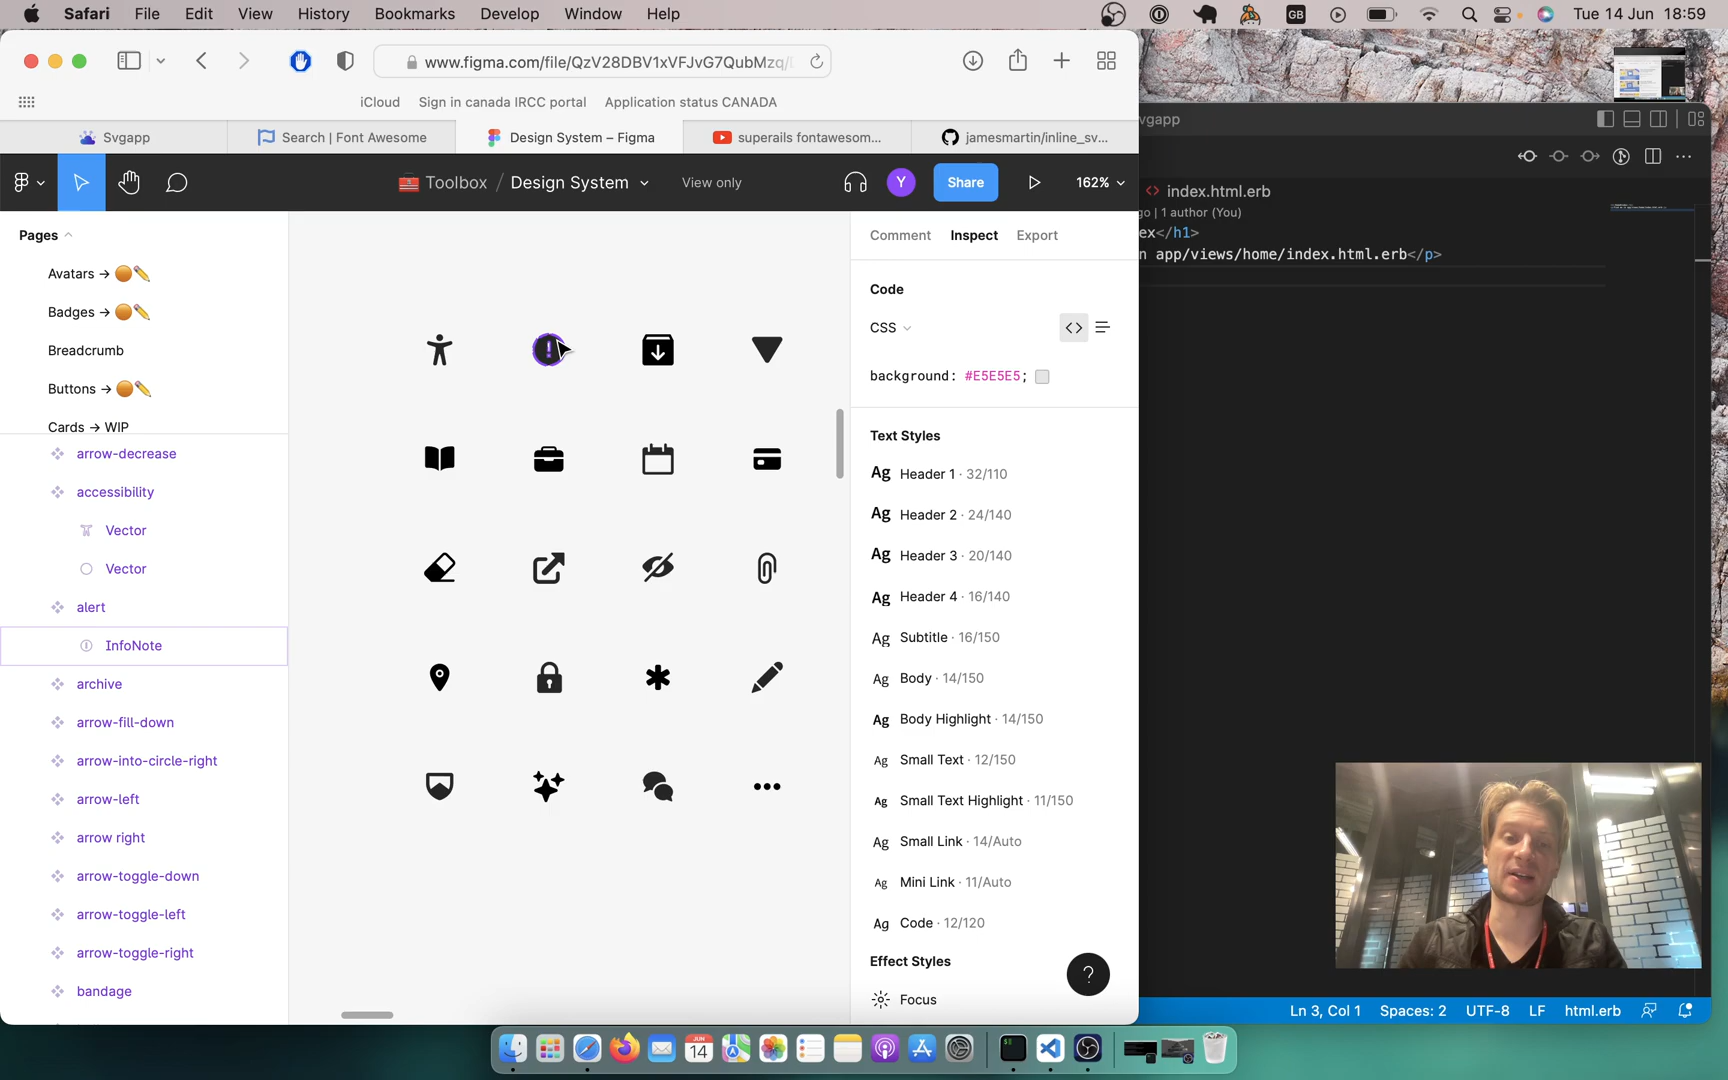 Safari File Edit View History Bookmarks Develop Window Help GB Tue 14 Jun 18:59
www.figma.com/file/QzV28DBV1xVFJvG7QubMzq/
iCloud Sign in canada IRCC portal Application status CANADA
Svgapp Search | Font Awesome Design System – Figma superails fontawesom... jamesmartin/inline_sv...
Toolbox / Design System View only Y Share 162%
Pages
Avatars →
Badges →
Breadcrumb
Buttons →
Cards → WIP
arrow-decrease
accessibility
Vector
Vector
alert
InfoNote
archive
arrow-fill-down
arrow-into-circle-right
arrow-left
arrow right
arrow-toggle-down
arrow-toggle-left
arrow-toggle-right
bandage
Comment Inspect Export
Code
CSS
background: #E5E5E5;
Text Styles
Ag Header 1 · 32/110
Ag Header 2 · 24/140
Ag Header 3 · 20/140
Ag Header 4 · 16/140
Ag Subtitle · 16/150
Ag Body · 14/150
Ag Body Highlight · 14/150
Ag Small Text · 12/150
Ag Small Text Highlight · 11/150
Ag Small Link · 14/Auto
Ag Mini Link · 11/Auto
Ag Code · 12/120
Effect Styles
Focus
?
vgapp
<> index.html.erb
go | 1 author (You)
ex</h1>
n app/views/home/index.html.erb</p>
Ln 3, Col 1 Spaces: 2 UTF-8 LF html.erb
JUN
14